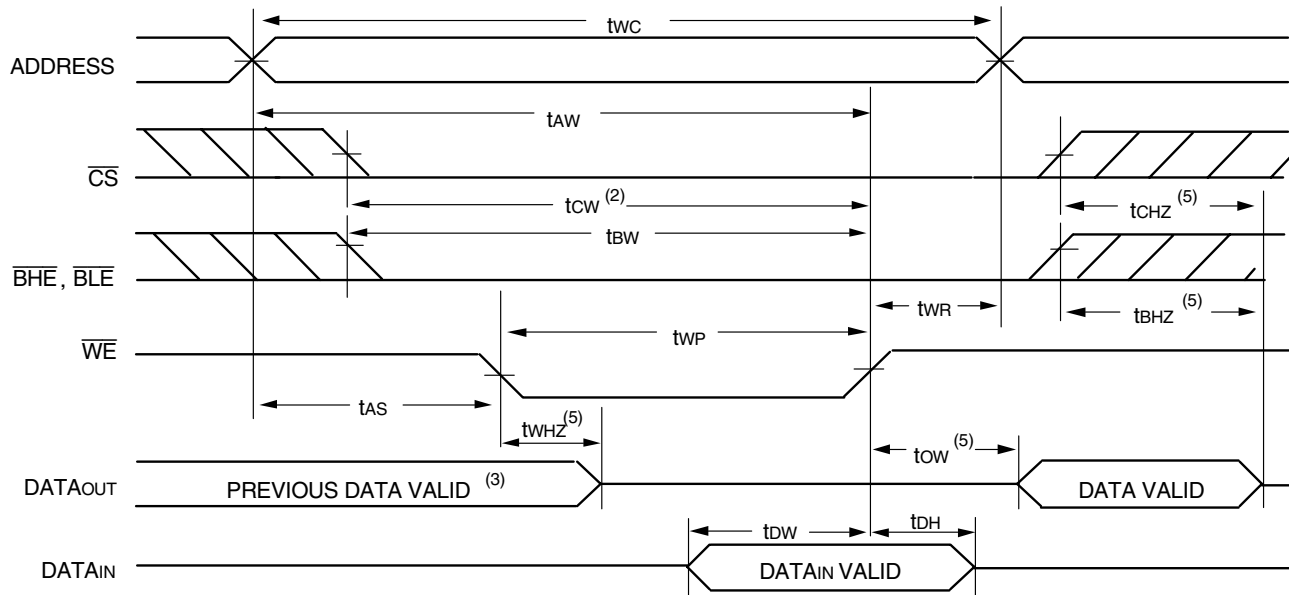 tWC
ADDRESS
tAW
CS
tCW (2)
tCHZ (5)
tBW
BHE, BLE
tWR
tBHZ (5)
tWP
WE
tAS
tWHZ (5)
tOW (5)
DATAOUT
PREVIOUS DATA VALID (3)
DATA VALID
tDW
tDH
DATAIN
DATAIN VALID